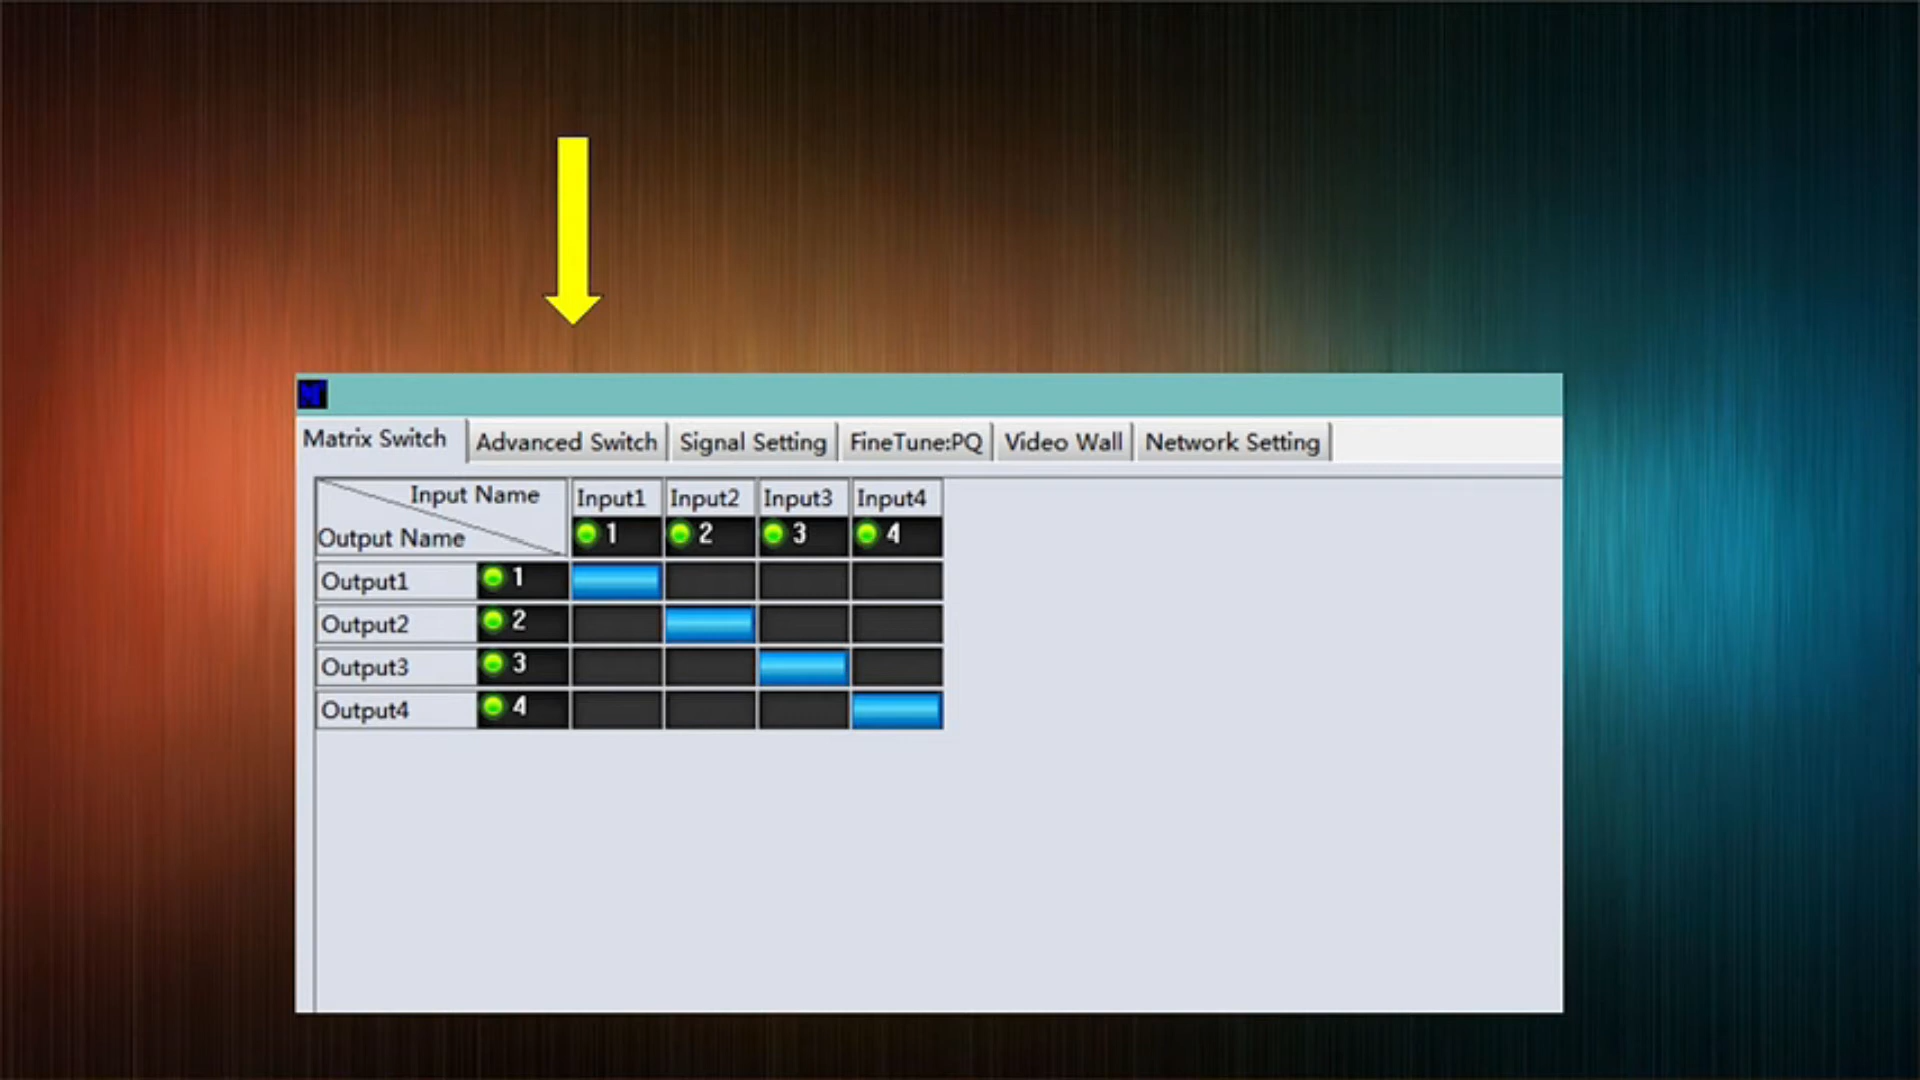 M
Matrix Switch Advanced Switch Signal Setting FineTune:PQ Video Wall Network Setting
Input Name Input1 Input2 Input3 Input4
Output Name 1 2 3 4
Output1 1
Output2 2
Output3 3
Output4 4